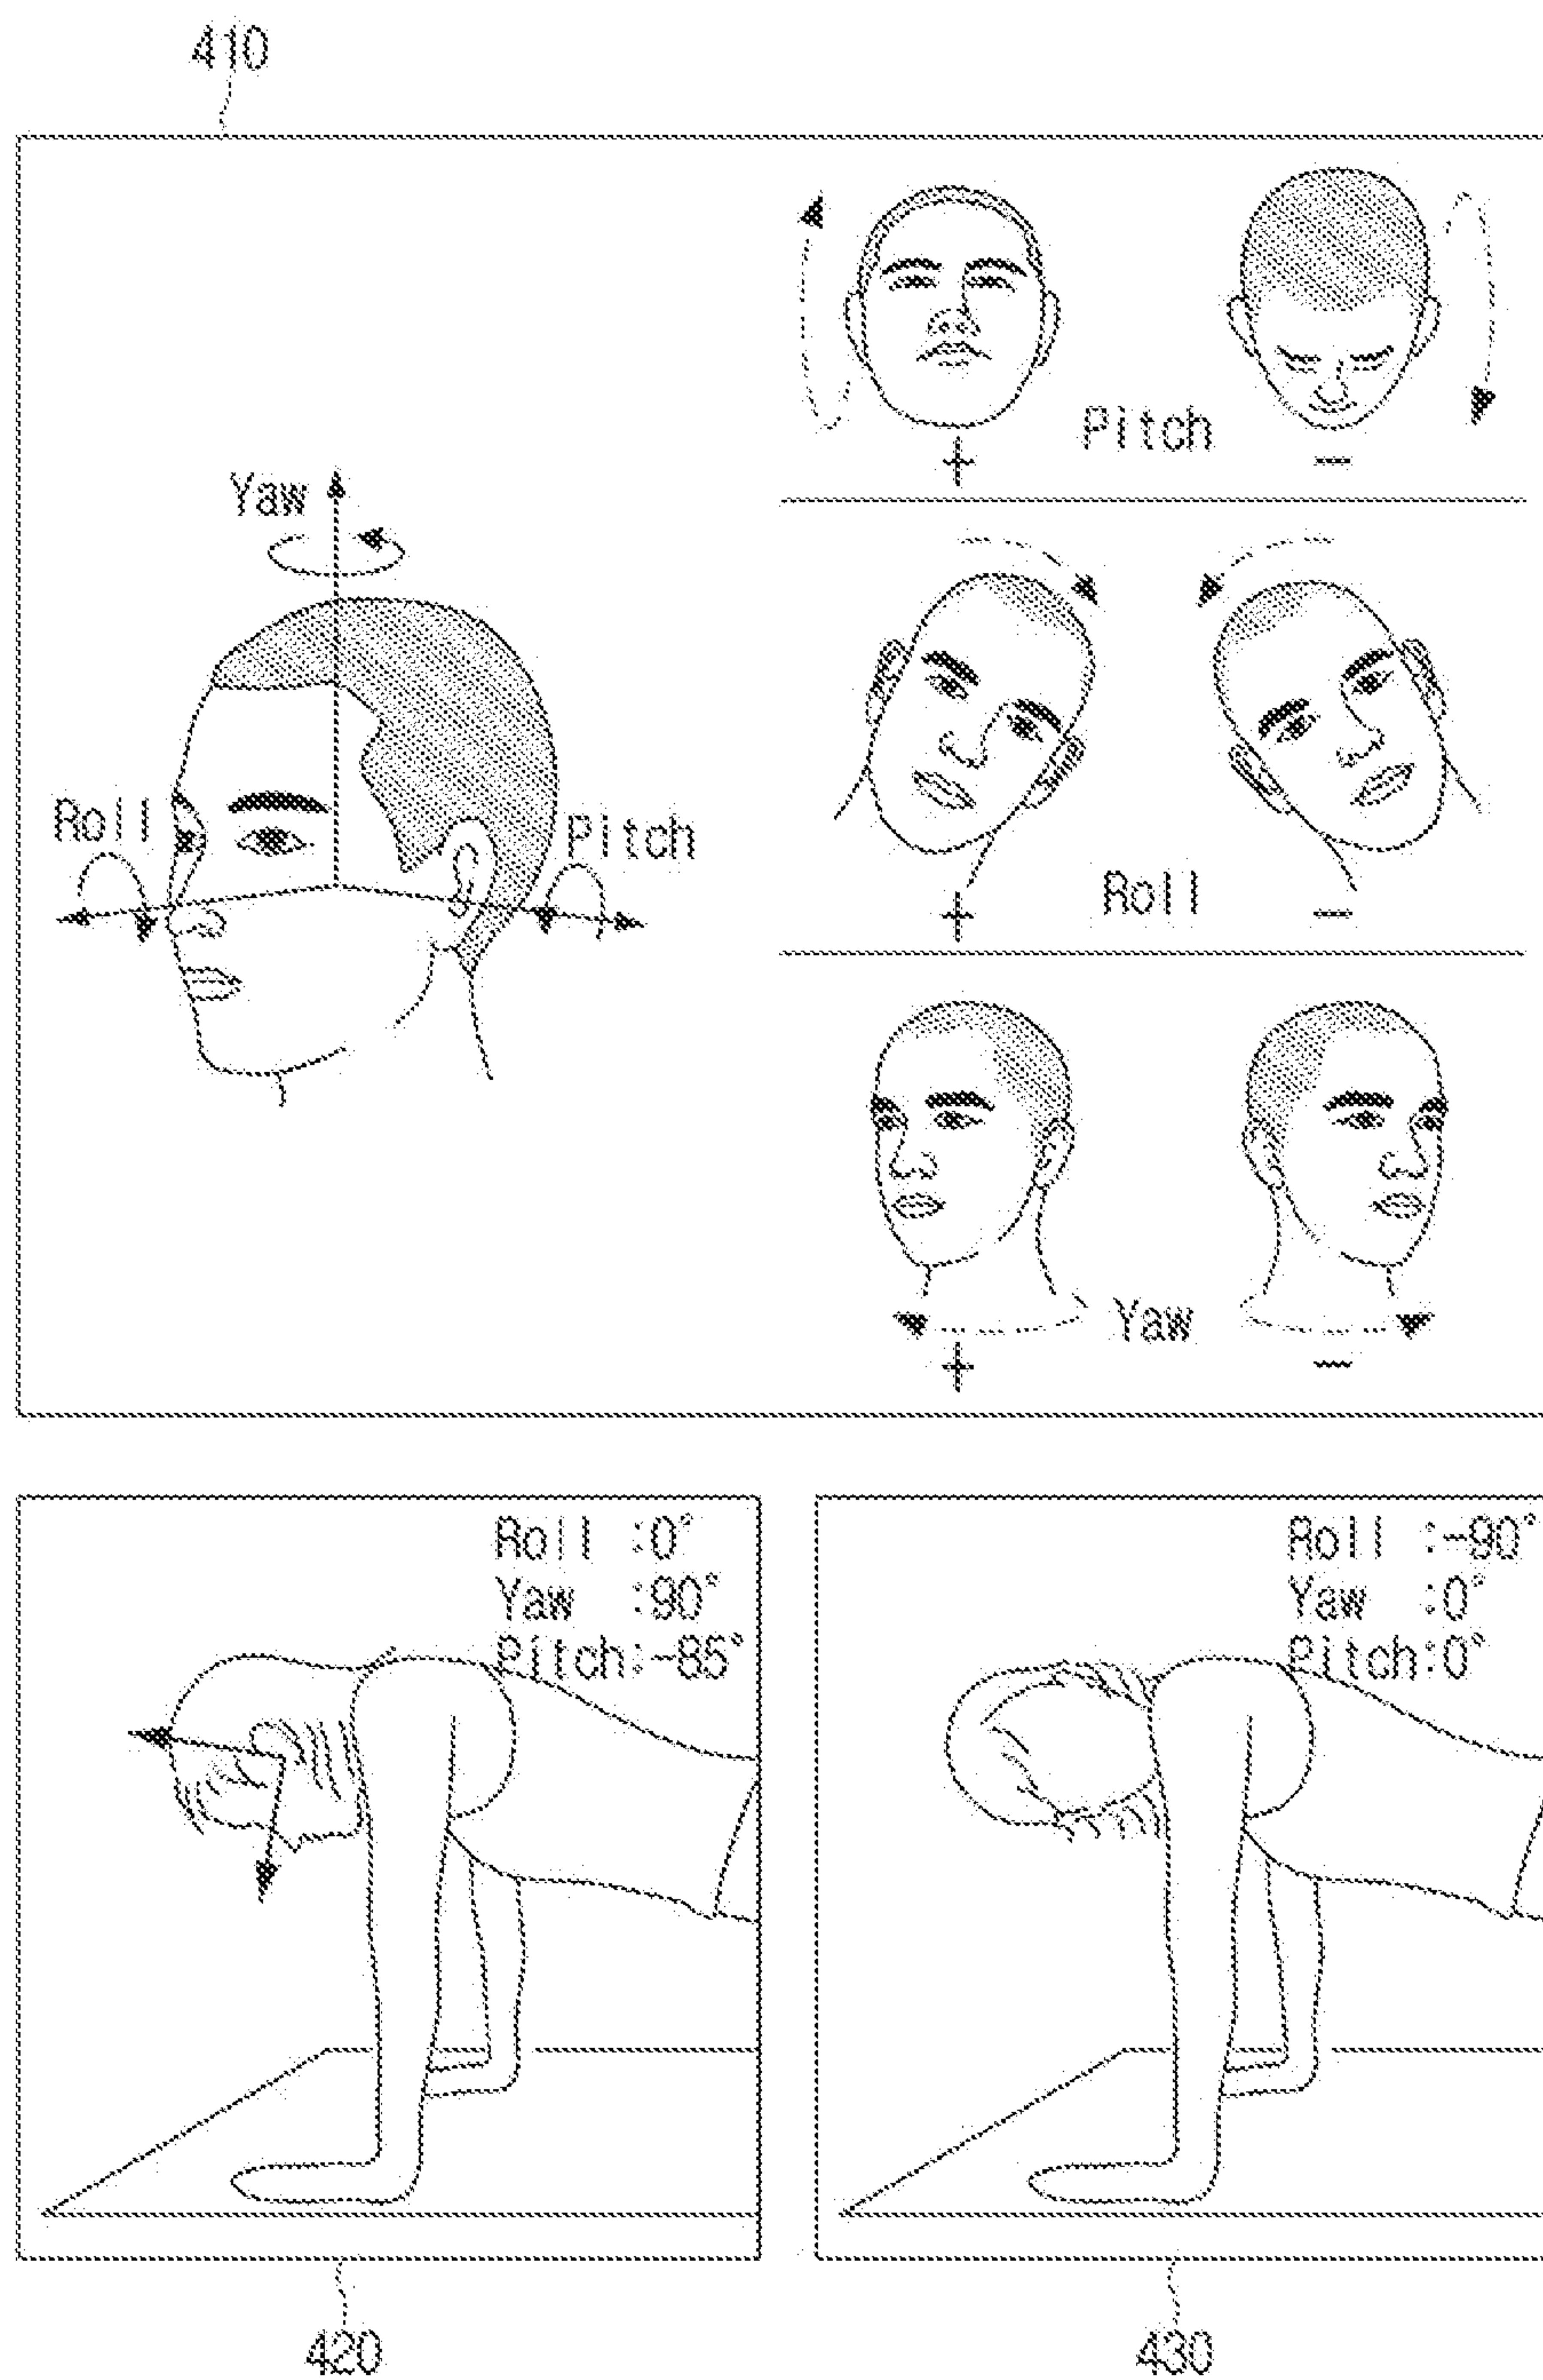 410
Pitch
+
−
Yaw
Roll
Pitch
Roll
+
−
Yaw
+
−
Roll :0°
Yaw :90°
Pitch:-85°
Roll :-90°
Yaw :0°
Pitch:0°
420
430